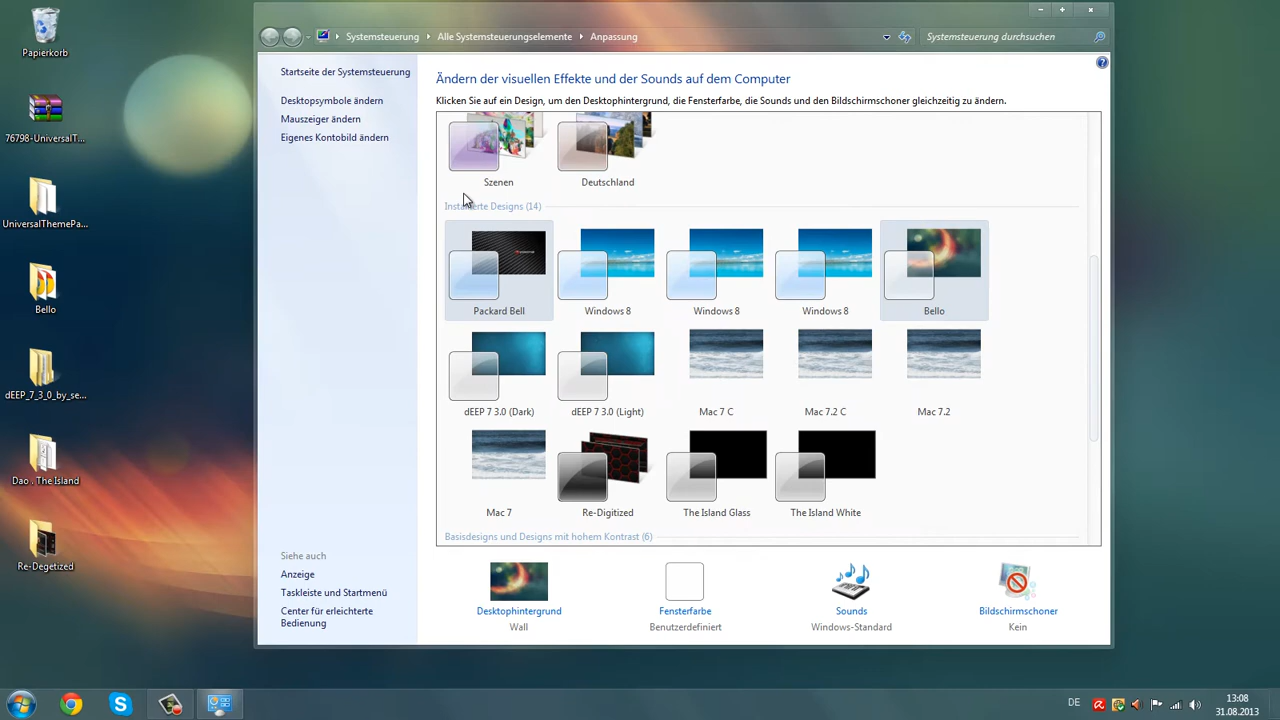 Papierkorb
76798-UniversalT...
UniversalThemePa...
Bello
dEEP_7_3_0_by_se...
Dao . The Island
Re-Degetized
Systemsteuerung
Alle Systemsteuerungselemente
Anpassung
Systemsteuerung durchsuchen
Startseite der Systemsteuerung
Desktopsymbole ändern
Mauszeiger ändern
Eigenes Kontobild ändern
Siehe auch
Anzeige
Taskleiste und Startmenü
Center für erleichterte
Bedienung
Ändern der visuellen Effekte und der Sounds auf dem Computer
Klicken Sie auf ein Design, um den Desktophintergrund, die Fensterfarbe, die Sounds und den Bildschirmschoner gleichzeitig zu ändern.
Szenen
Deutschland
Installierte Designs (14)
Packard Bell
Windows 8
Windows 8
Windows 8
Bello
dEEP 7 3.0 (Dark)
dEEP 7 3.0 (Light)
Mac 7 C
Mac 7.2 C
Mac 7.2
Mac 7
Re-Digitized
The Island Glass
The Island White
Basisdesigns und Designs mit hohem Kontrast (6)
Desktophintergrund
Wall
Fensterfarbe
Benutzerdefiniert
Sounds
Windows-Standard
Bildschirmschoner
Kein
DE
13:08
31.08.2013